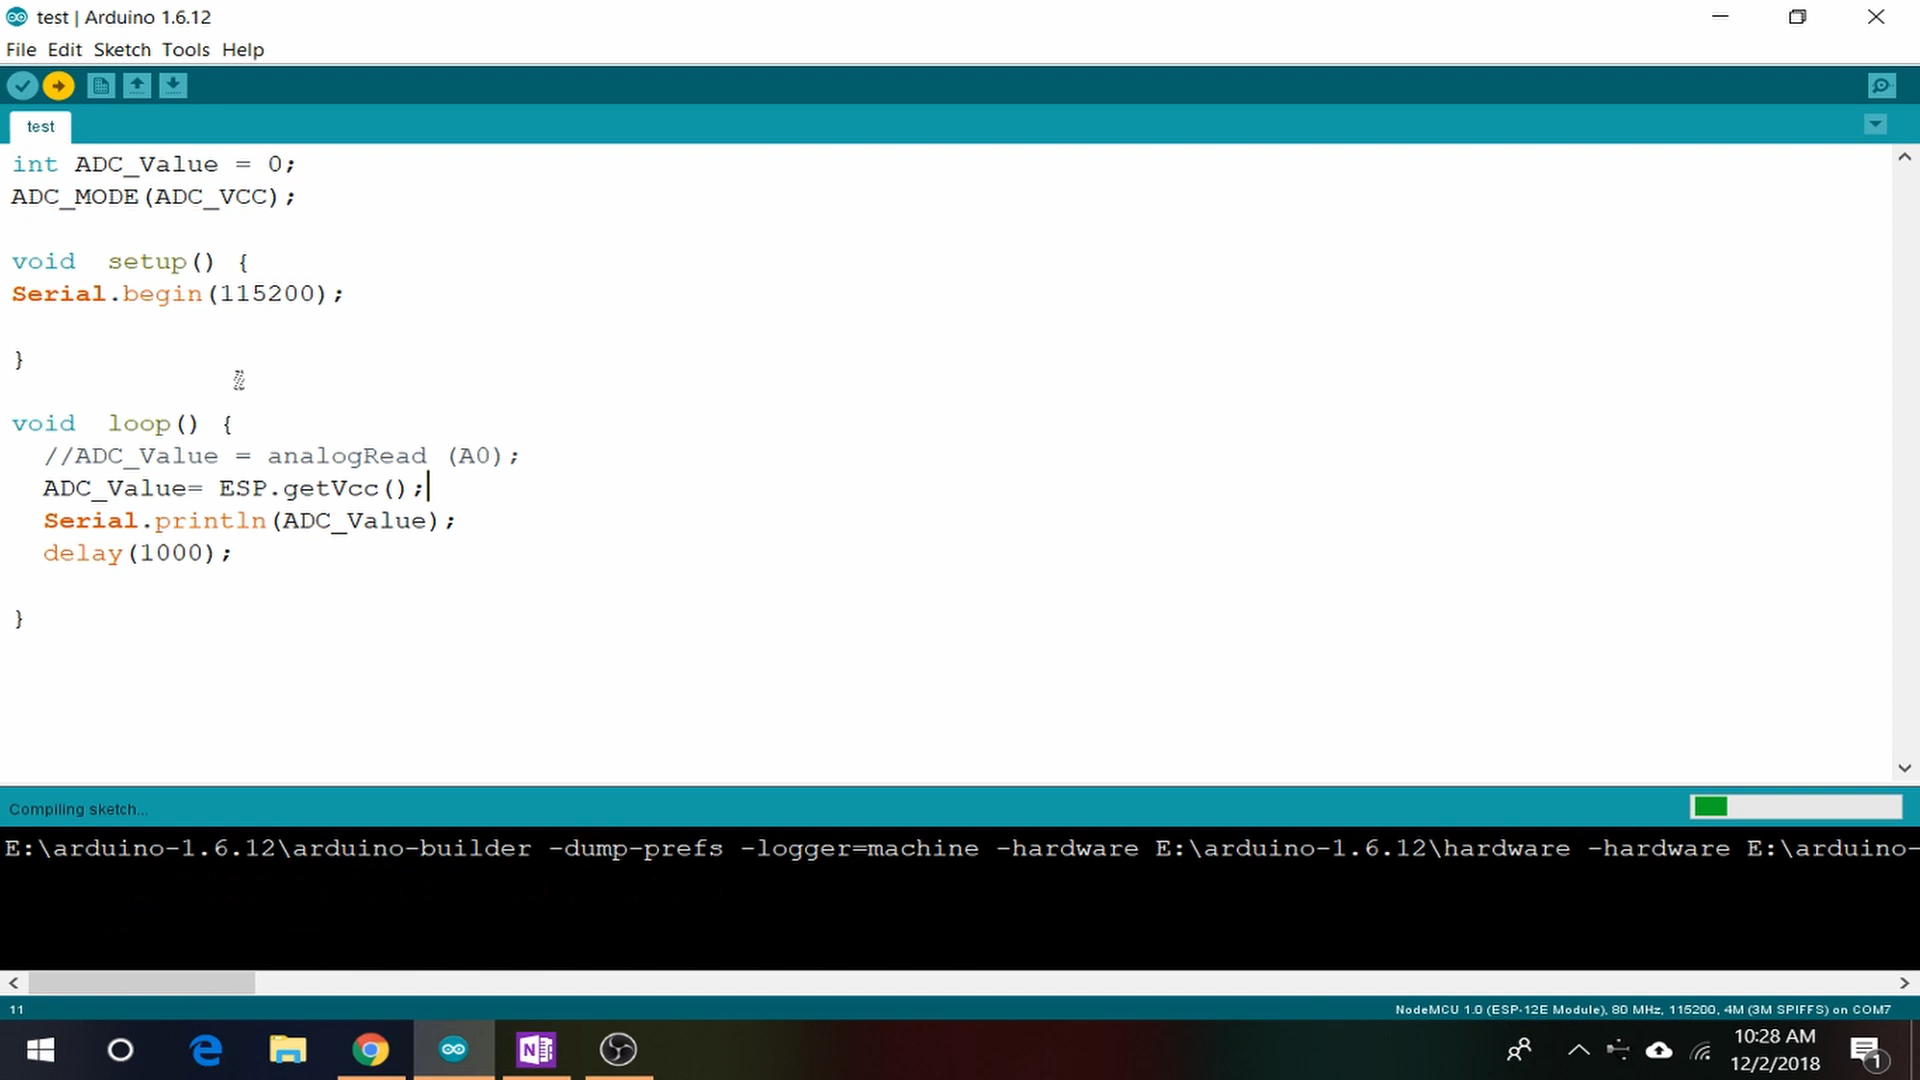 test | Arduino 1.6.12
File Edit Sketch Tools Help
test
int ADC_Value = 0;
ADC_MODE(ADC_VCC);
void  setup() {
Serial.begin(115200);
}
void  loop() {
//ADC_Value = analogRead (A0);
ADC_Value= ESP.getVcc();
Serial.println(ADC_Value);
delay(1000);
}
Compiling sketch...
E:\arduino-1.6.12\arduino-builder -dump-prefs -logger=machine -hardware E:\arduino-1.6.12\hardware -hardware E:\arduino-
11
NodeMCU 1.0 (ESP-12E Module), 80 MHz, 115200, 4M (3M SPIFFS) on COM7
N
10:28 AM
12/2/2018
1